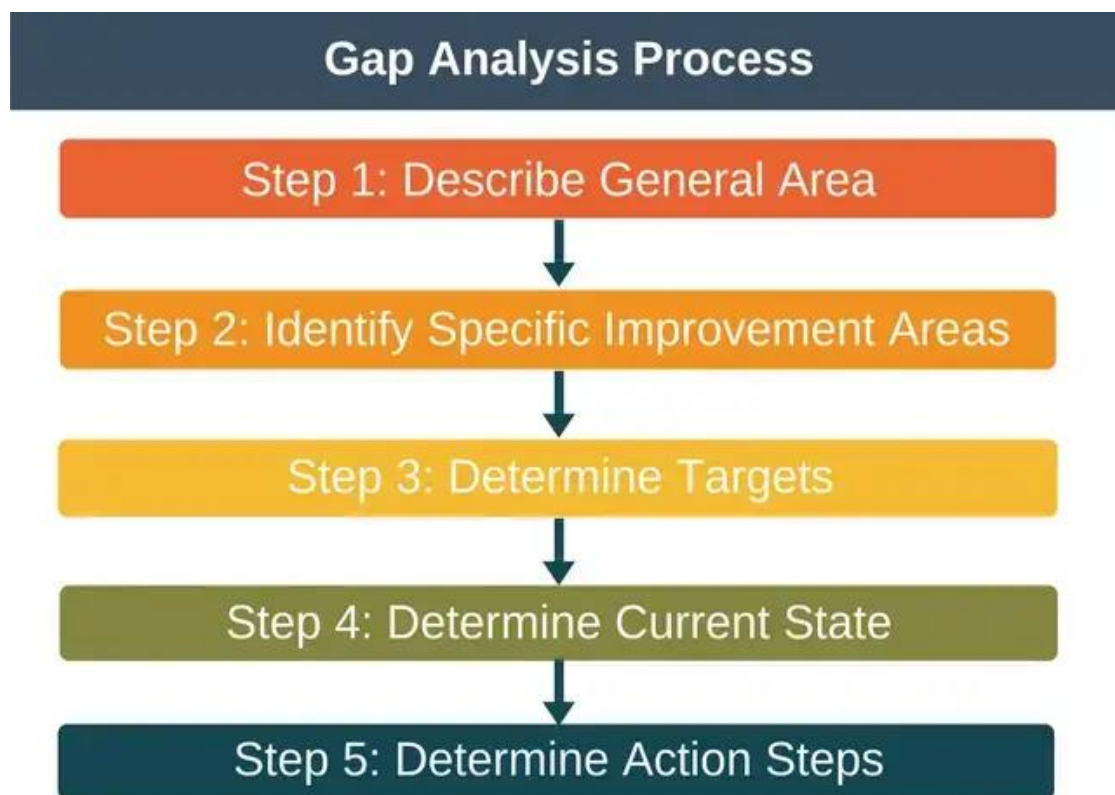 Gap Analysis Process
Step 1: Describe General Area
Step 2: Identify Specific Improvement Areas
Step 3: Determine Targets
Step 4: Determine Current State
Step 5: Determine Action Steps